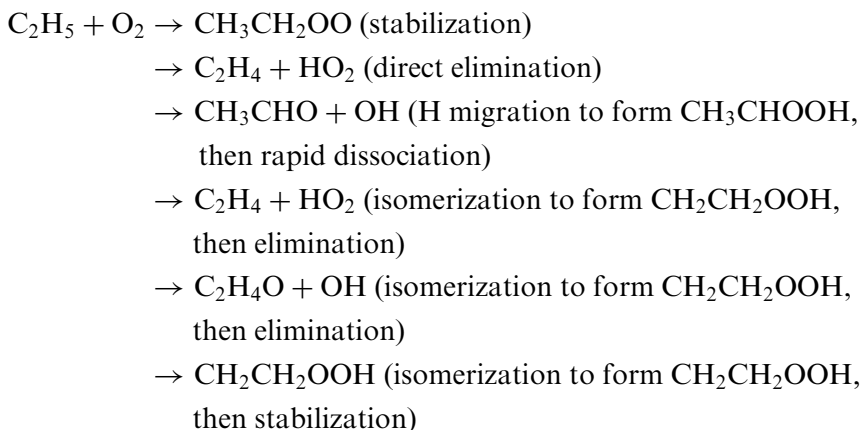 C₂H₅ + O₂ → CH₃CH₂OO (stabilization)
→ C₂H₄ + HO₂ (direct elimination)
→ CH₃CHO + OH (H migration to form CH₃CHOOH,
then rapid dissociation)
→ C₂H₄ + HO₂ (isomerization to form CH₂CH₂OOH,
then elimination)
→ C₂H₄O + OH (isomerization to form CH₂CH₂OOH,
then elimination)
→ CH₂CH₂OOH (isomerization to form CH₂CH₂OOH,
then stabilization)